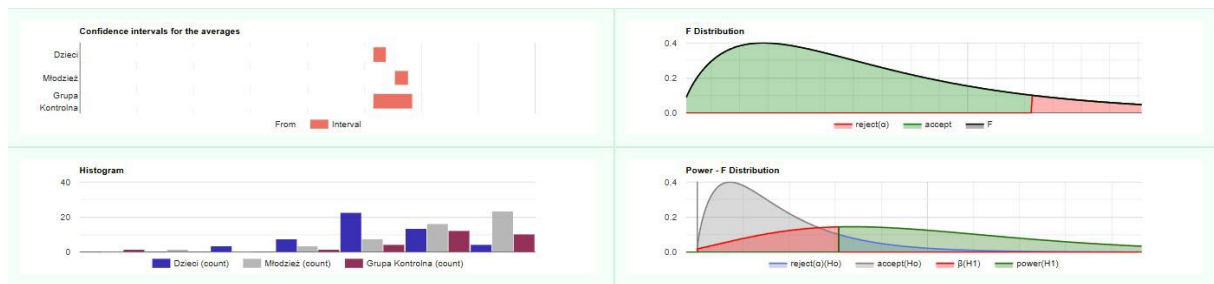 Confidence intervals for the averages
Dzieci
Młodzież
Grupa
Kontrolna
From Interval
F Distribution
0.4
0.2
0.0
reject(α) accept F
Histogram
40
20
0
Dzieci (count) Młodzież (count) Grupa Kontrolna (count)
Power - F Distribution
0.4
0.2
0.0
reject(α)(Ho) accept(Ho) β(H1) power(H1)